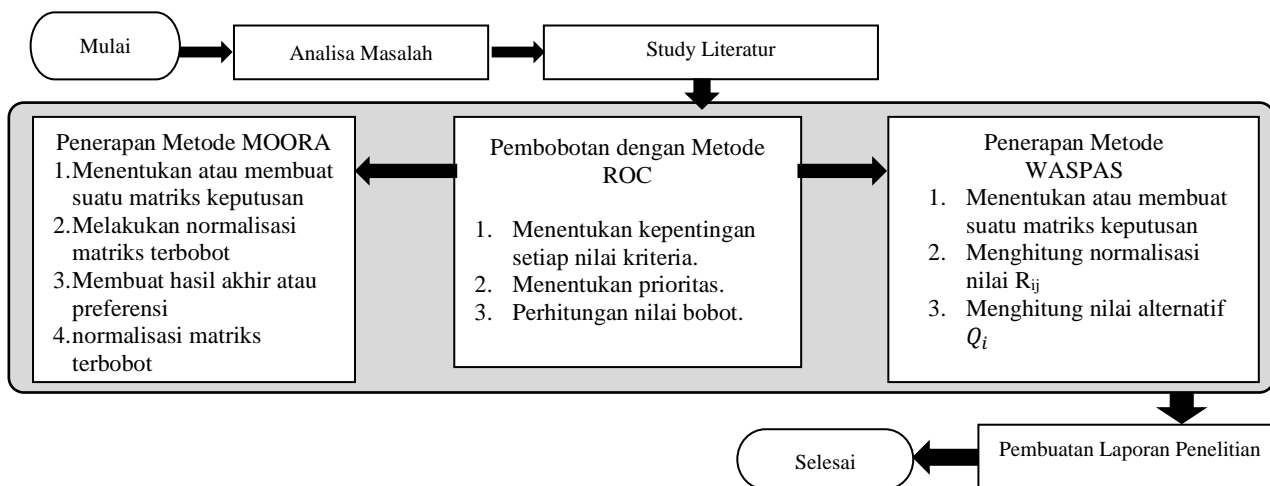 Mulai
Analisa Masalah
Study Literatur
Penerapan Metode MOORA
1.Menentukan atau membuat
suatu matriks keputusan
2.Melakukan normalisasi
matriks terbobot
3.Membuat hasil akhir atau
preferensi
4.normalisasi matriks
terbobot
Pembobotan dengan Metode
ROC
1. Menentukan kepentingan
setiap nilai kriteria.
2. Menentukan prioritas.
3. Perhitungan nilai bobot.
Penerapan Metode
WASPAS
1. Menentukan atau membuat
suatu matriks keputusan
2. Menghitung normalisasi
nilai Rij
3. Menghitung nilai alternatif
Qi
Pembuatan Laporan Penelitian
Selesai